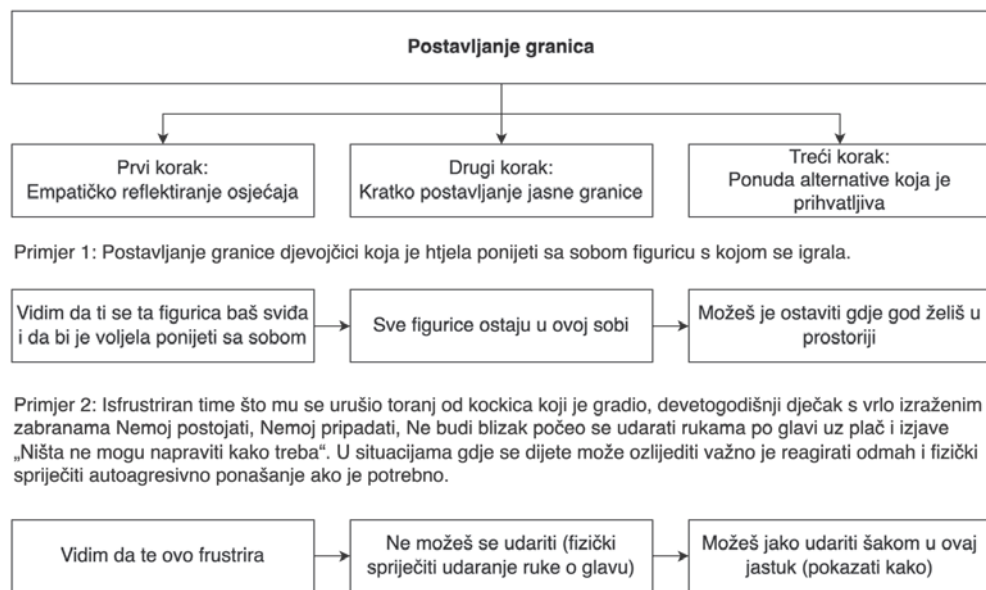 Postavljanje granica
Prvi korak:
Empatičko reflektiranje osjećaja
Drugi korak:
Kratko postavljanje jasne granice
Treći korak:
Ponuda alternative koja je
prihvatljiva
Primjer 1: Postavljanje granice djevojčici koja je htjela ponijeti sa sobom figuricu s kojom se igrala.
Vidim da ti se ta figurica baš sviđa
i da bi je voljela ponijeti sa sobom
Sve figurice ostaju u ovoj sobi
Možeš je ostaviti gdje god želiš u
prostoriji
Primjer 2: Isfrustriran time što mu se urušio toranj od kockica koji je gradio, devetogodišnji dječak s vrlo izraženim
zabranama Nemoj postojati, Nemoj pripadati, Ne budi blizak počeo se udarati rukama po glavi uz plač i izjave
„Ništa ne mogu napraviti kako treba“. U situacijama gdje se dijete može ozlijediti važno je reagirati odmah i fizički
spriječiti autoagresivno ponašanje ako je potrebno.
Vidim da te ovo frustrira
Ne možeš se udariti (fizički
spriječiti udaranje ruke o glavu)
Možeš jako udariti šakom u ovaj
jastuk (pokazati kako)